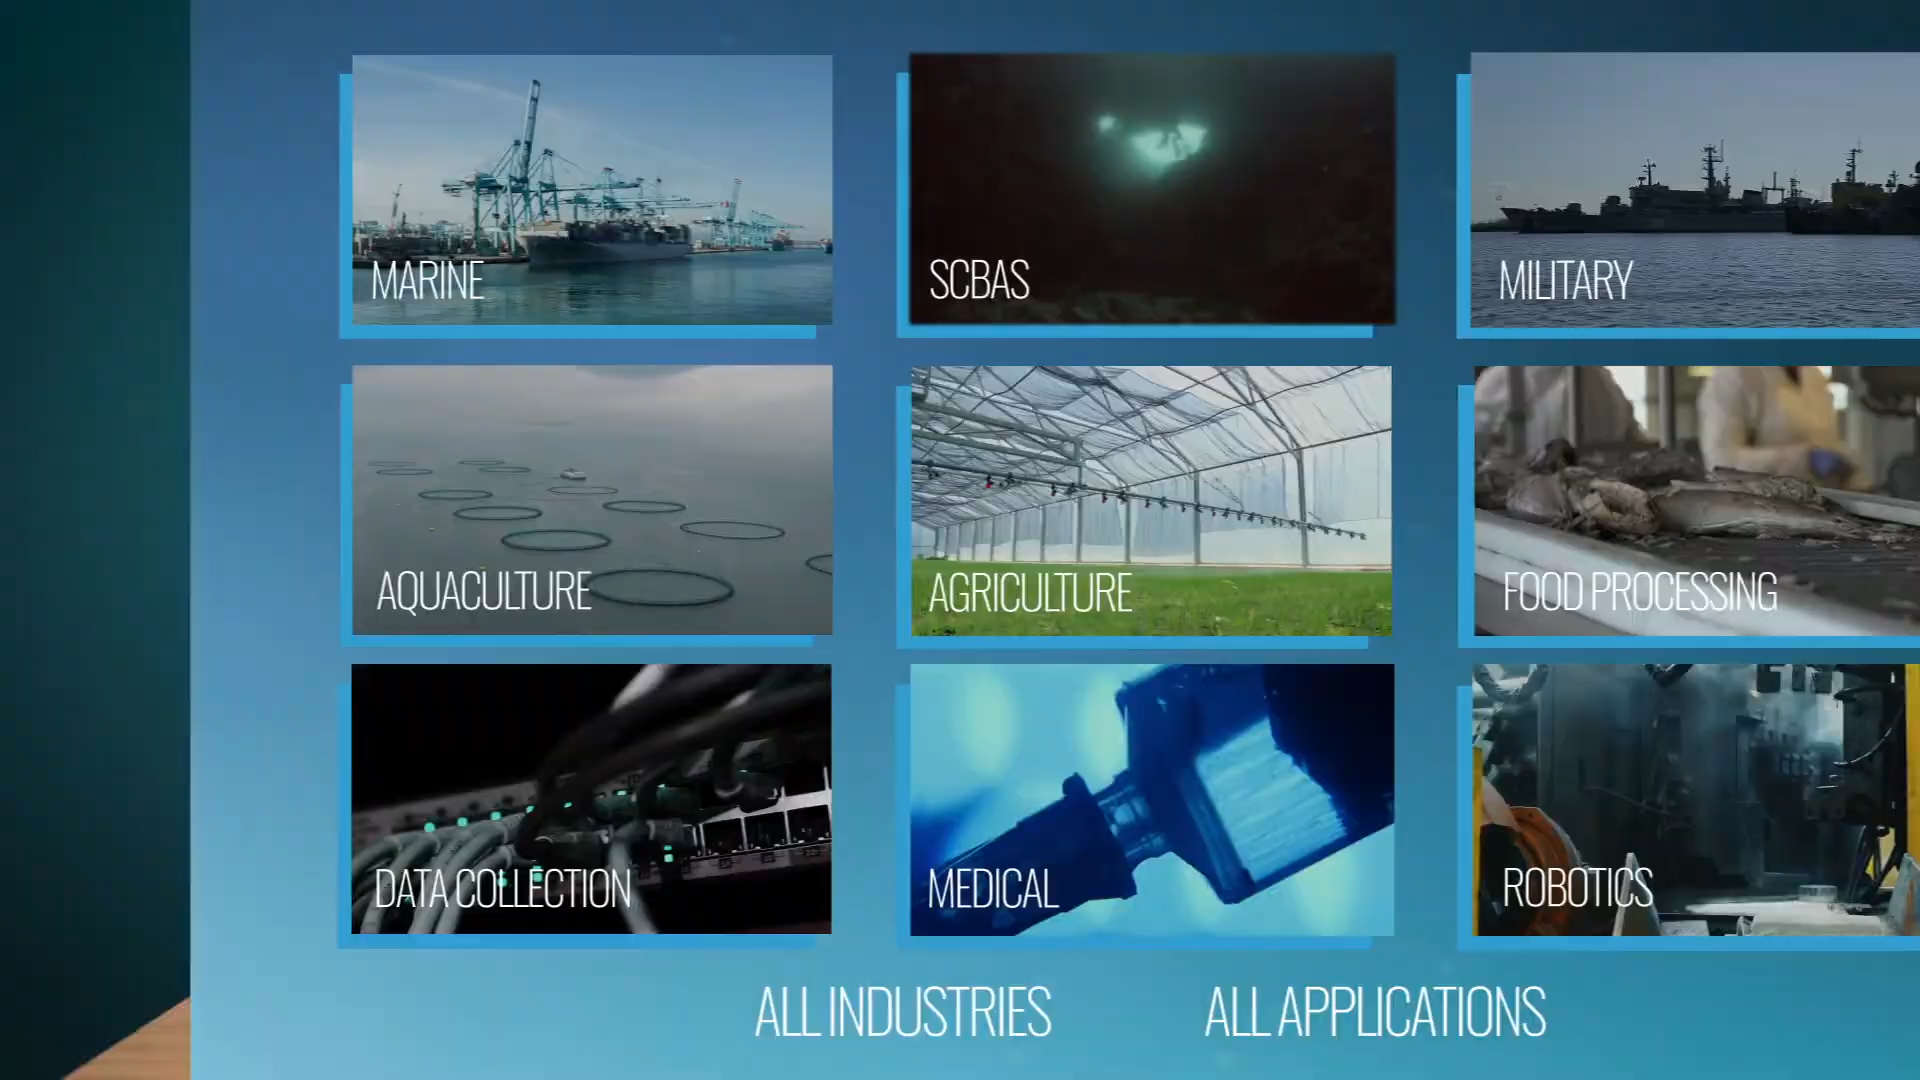 MARINE
SCBAS
MILITARY
AQUACULTURE
AGRICULTURE
FOOD PROCESSING
DATA COLLECTION
MEDICAL
ROBOTICS
ALL INDUSTRIES
ALL APPLICATIONS